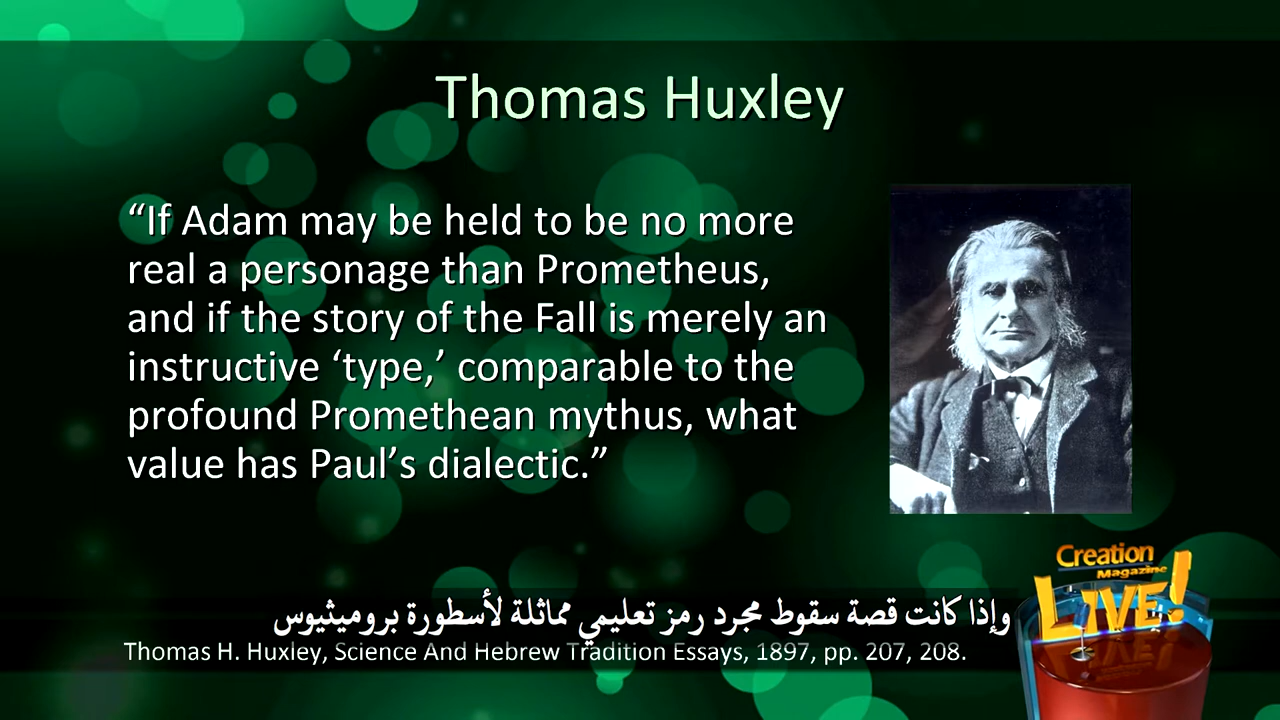 Thomas Huxley
“If Adam may be held to be no more
real a personage than Prometheus,
and if the story of the Fall is merely an
instructive ‘type,’ comparable to the
profound Promethean mythus, what
value has Paul’s dialectic.”
Creation
Magazine
LIVE!
وإذا كانت قصة سقوط مجرد رمز تعليمي مماثلة لأسطورة بروميثيوس
Thomas H. Huxley, Science And Hebrew Tradition Essays, 1897, pp. 207, 208.